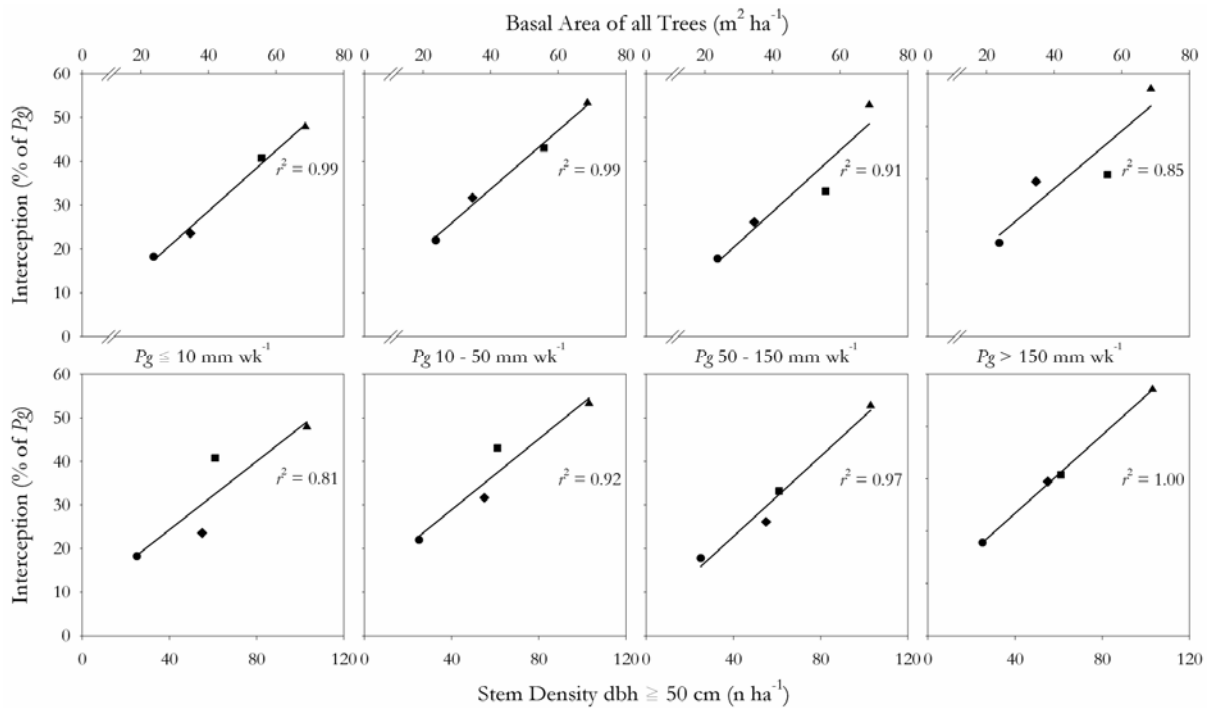 Basal Area of all Trees (m² ha⁻¹)
0 20 40 60 80 0 20 40 60 80 0 20 40 60 80 0 20 40 60 80
60
50
40
30
20
10
0
Interception (% of Pg)
r² = 0.99
r² = 0.99
r² = 0.91
r² = 0.85
Pg ≦ 10 mm wk⁻¹
Pg 10 - 50 mm wk⁻¹
Pg 50 - 150 mm wk⁻¹
Pg > 150 mm wk⁻¹
60
50
40
30
20
10
0
Interception (% of Pg)
r² = 0.81
r² = 0.92
r² = 0.97
r² = 1.00
0 40 80 120 0 40 80 120 0 40 80 120 0 40 80 120
Stem Density dbh ≧ 50 cm (n ha⁻¹)